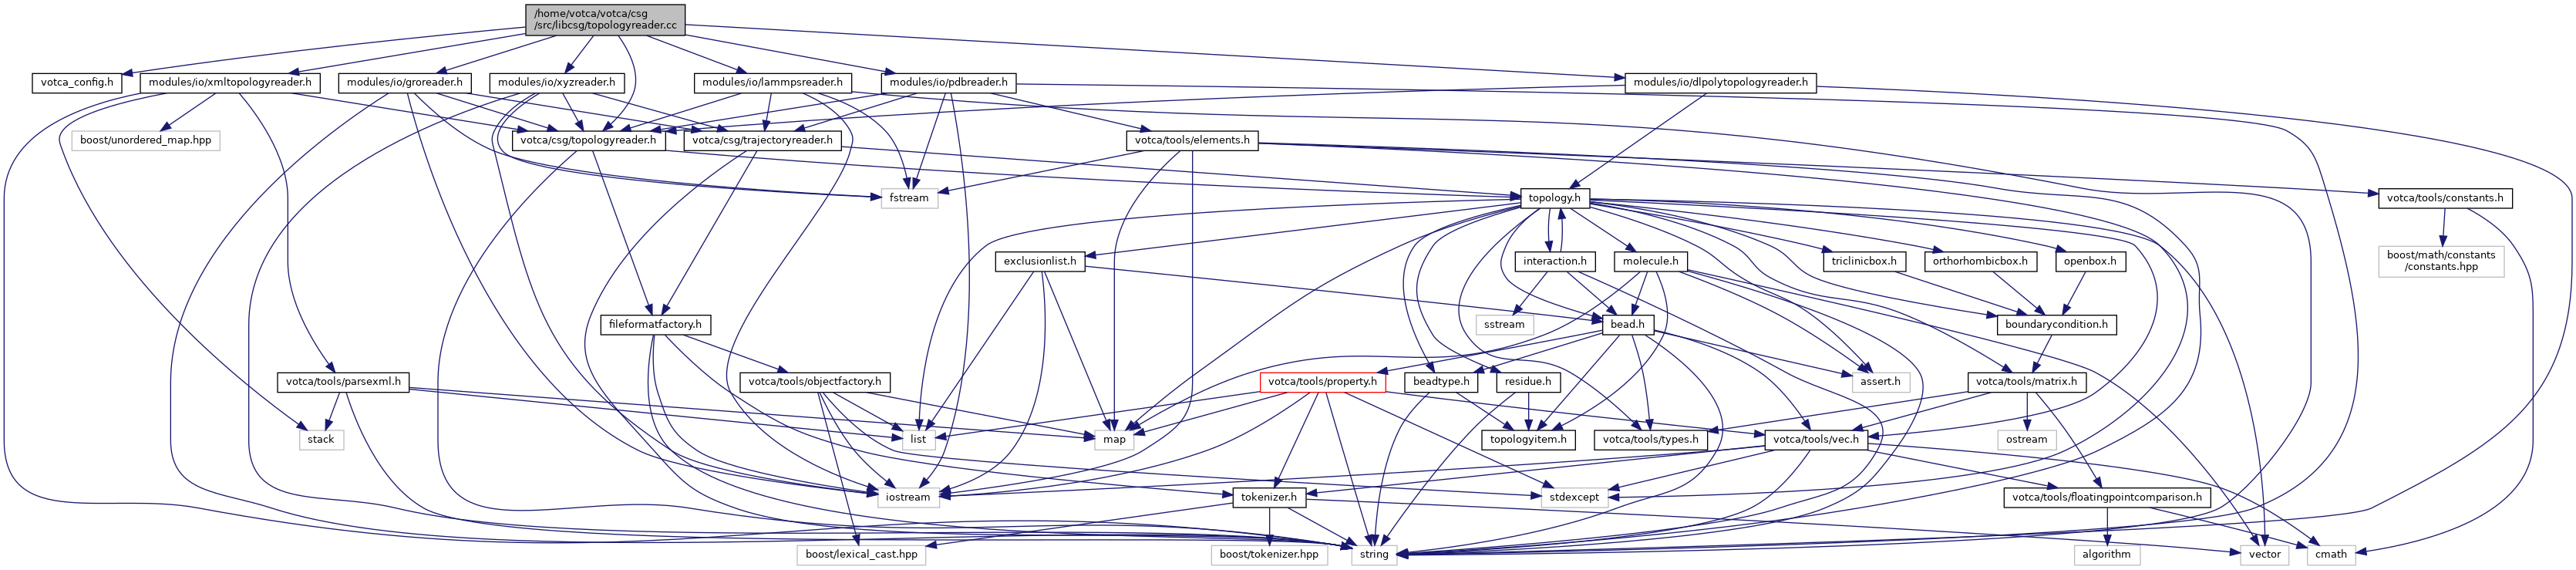 /home/votca/votca/csg
/src/libcsg/topologyreader.cc
votca_config.h
modules/io/xmltopologyreader.h
modules/io/groreader.h
modules/io/xyzreader.h
modules/io/lammpsreader.h
modules/io/pdbreader.h
modules/io/dlpolytopologyreader.h
boost/unordered_map.hpp
votca/csg/topologyreader.h
votca/csg/trajectoryreader.h
votca/tools/elements.h
fstream
topology.h
votca/tools/constants.h
exclusionlist.h
interaction.h
molecule.h
triclinicbox.h
orthorhombicbox.h
openbox.h
boost/math/constants
/constants.hpp
fileformatfactory.h
sstream
bead.h
boundarycondition.h
votca/tools/parsexml.h
votca/tools/objectfactory.h
votca/tools/property.h
beadtype.h
residue.h
assert.h
votca/tools/matrix.h
stack
list
map
topologyitem.h
votca/tools/types.h
votca/tools/vec.h
ostream
iostream
tokenizer.h
stdexcept
votca/tools/floatingpointcomparison.h
boost/lexical_cast.hpp
boost/tokenizer.hpp
string
algorithm
vector
cmath